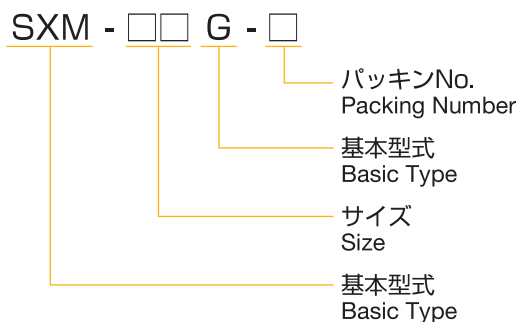 SXM - □□ G - □
パッキンNo.
Packing Number
基本型式
Basic Type
サイズ
Size
基本型式
Basic Type